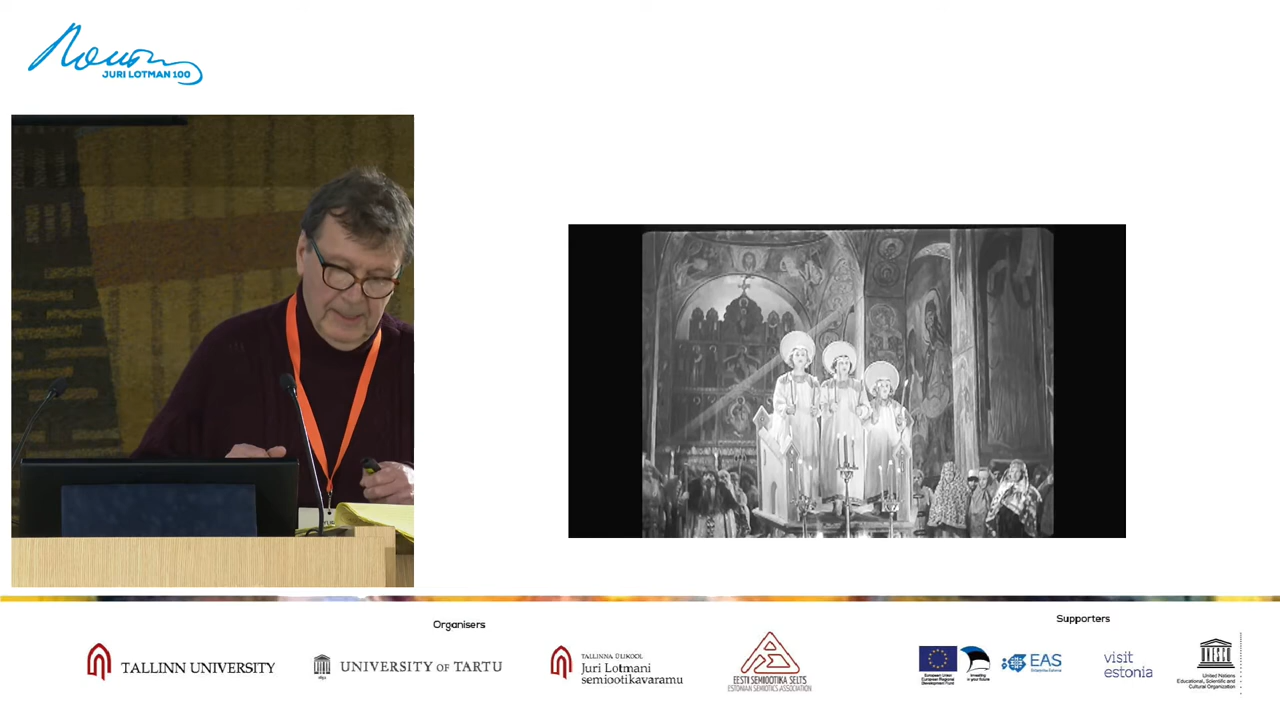 Lotman
JURI LOTMAN 100
Organisers
Supporters
TALLINN UNIVERSITY
UNIVERSITY OF TARTU
TALLINNA ÜLIKOOL
Juri Lotmani
semiootikavaramu
EESTI SEMIOOTIKA SELTS
ESTONIAN SEMIOTICS ASSOCIATION
European Union
European Regional
Development Fund
Investing
in your future
EAS
visit
estonia
UNESCO
United Nations
Educational, Scientific and
Cultural Organization